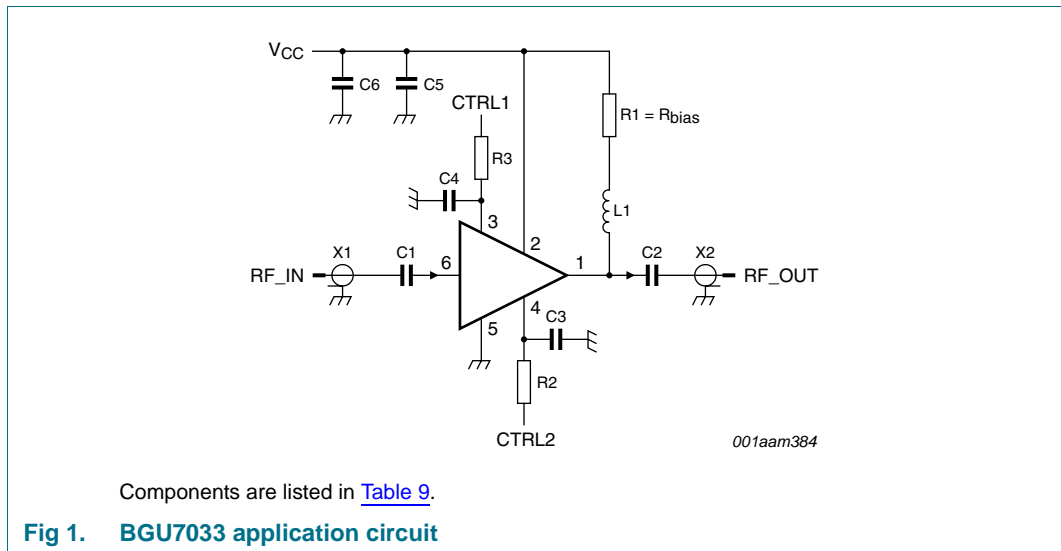 VCC
C6
C5
CTRL1
R1 = Rbias
R3
C4
L1
3
2
X1
C1
C2
X2
RF_IN
6
1
RF_OUT
4
C3
5
R2
CTRL2
001aam384
Components are listed in Table 9.
Fig 1. BGU7033 application circuit